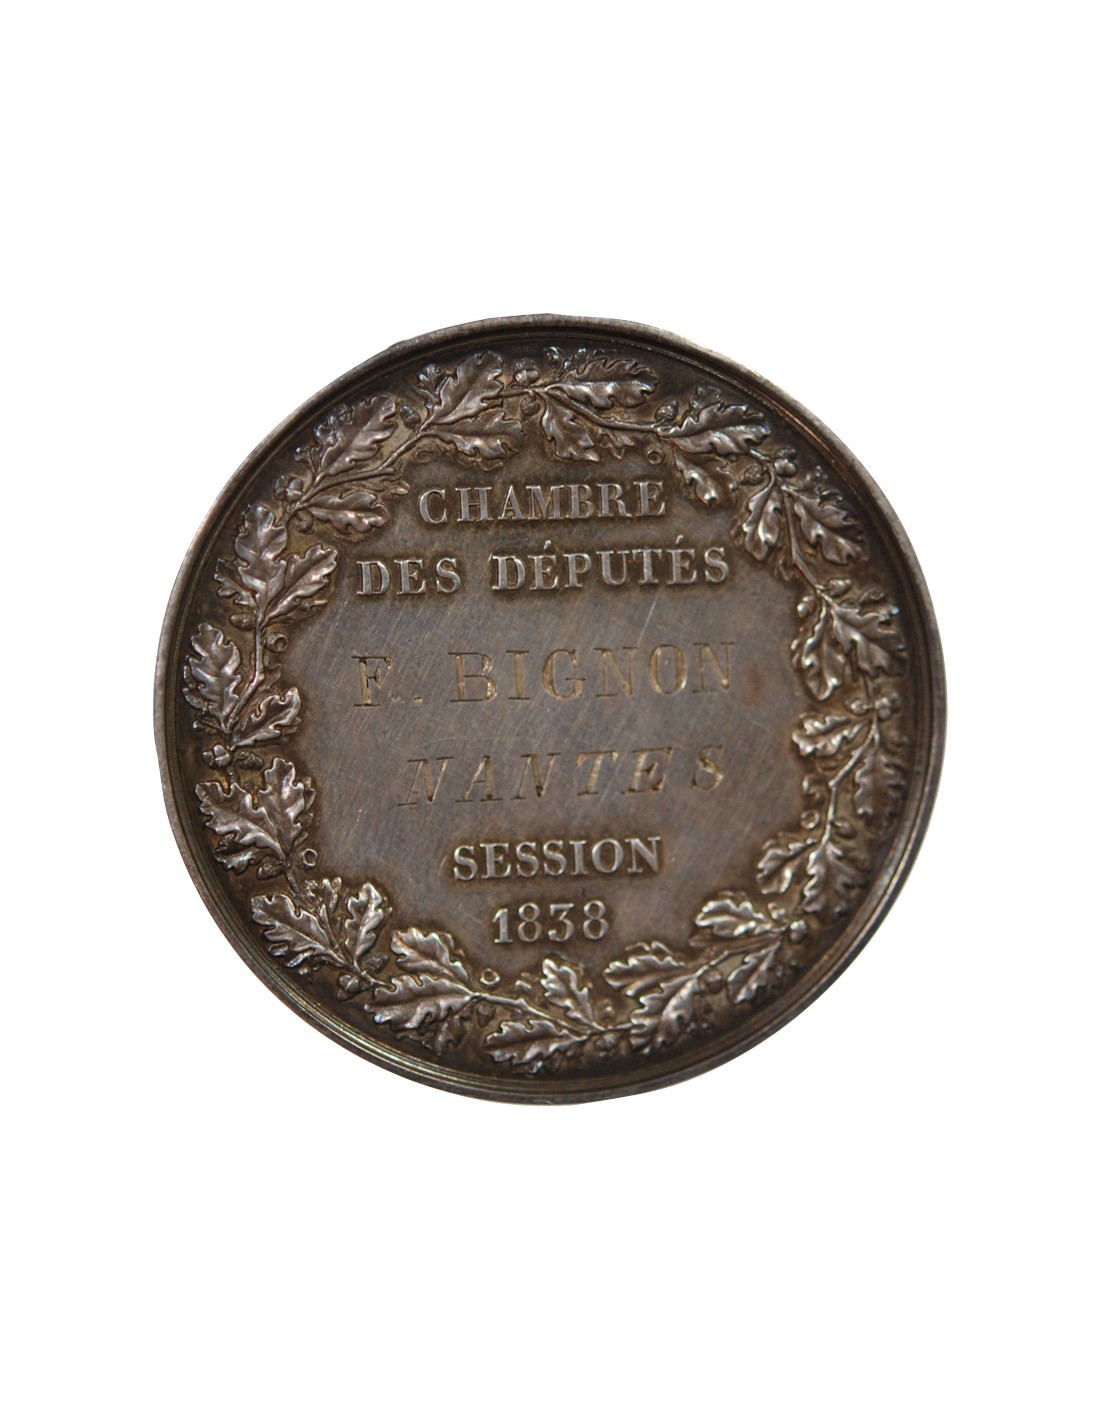 CHAMBRE
DES DÉPUTÉS
F. BIGNON
NANTES
SESSION
1838